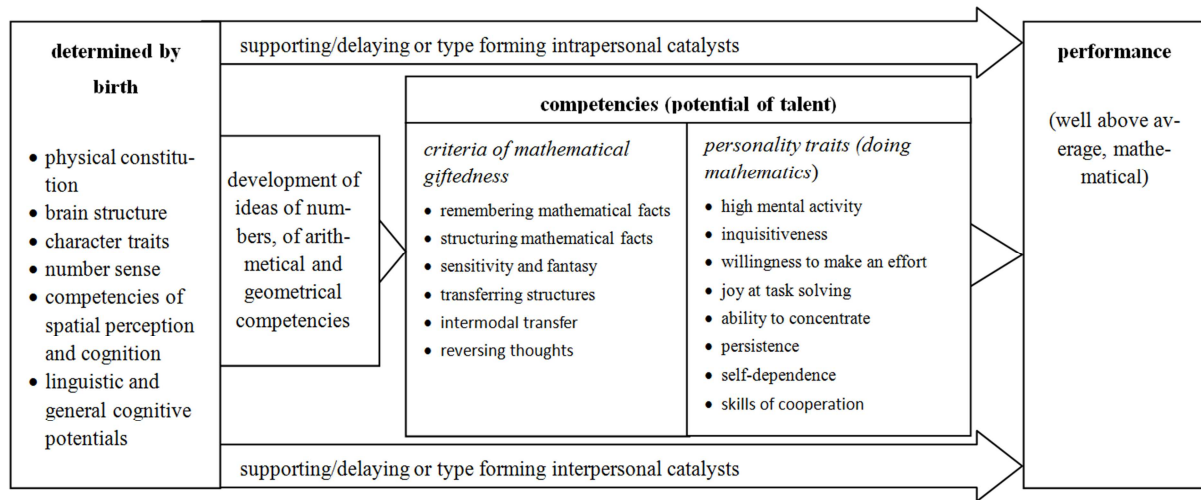 determined by
birth
• physical constitu-
tion
• brain structure
• character traits
• number sense
• competencies of
spatial perception
and cognition
• linguistic and
general cognitive
potentials
supporting/delaying or type forming intrapersonal catalysts
development of
ideas of num-
bers, of arith-
metical and
geometrical
competencies
competencies (potential of talent)
criteria of mathematical
giftedness
• remembering mathematical facts
• structuring mathematical facts
• sensitivity and fantasy
• transferring structures
• intermodal transfer
• reversing thoughts
personality traits (doing
mathematics)
• high mental activity
• inquisitiveness
• willingness to make an effort
• joy at task solving
• ability to concentrate
• persistence
• self-dependence
• skills of cooperation
supporting/delaying or type forming interpersonal catalysts
performance
(well above av-
erage, mathe-
matical)